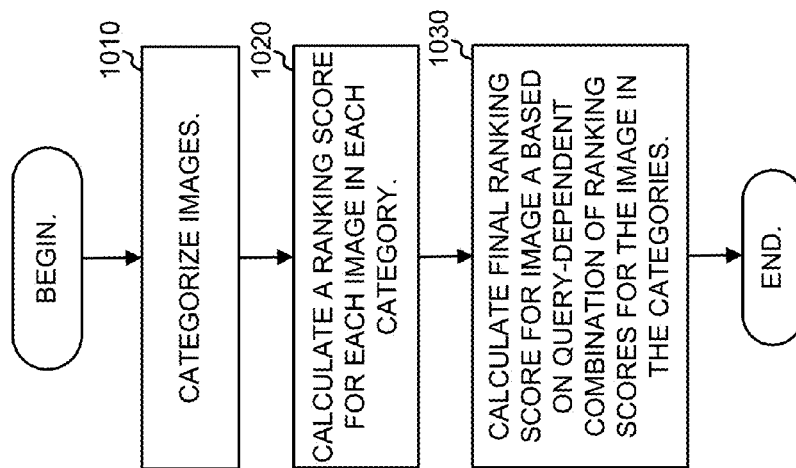 BEGIN.
1010
CATEGORIZE IMAGES.
1020
CALCULATE A RANKING SCORE
FOR EACH IMAGE IN EACH
CATEGORY.
1030
CALCULATE FINAL RANKING
SCORE FOR IMAGE A BASED
ON QUERY-DEPENDENT
COMBINATION OF RANKING
SCORES FOR THE IMAGE IN
THE CATEGORIES.
END.